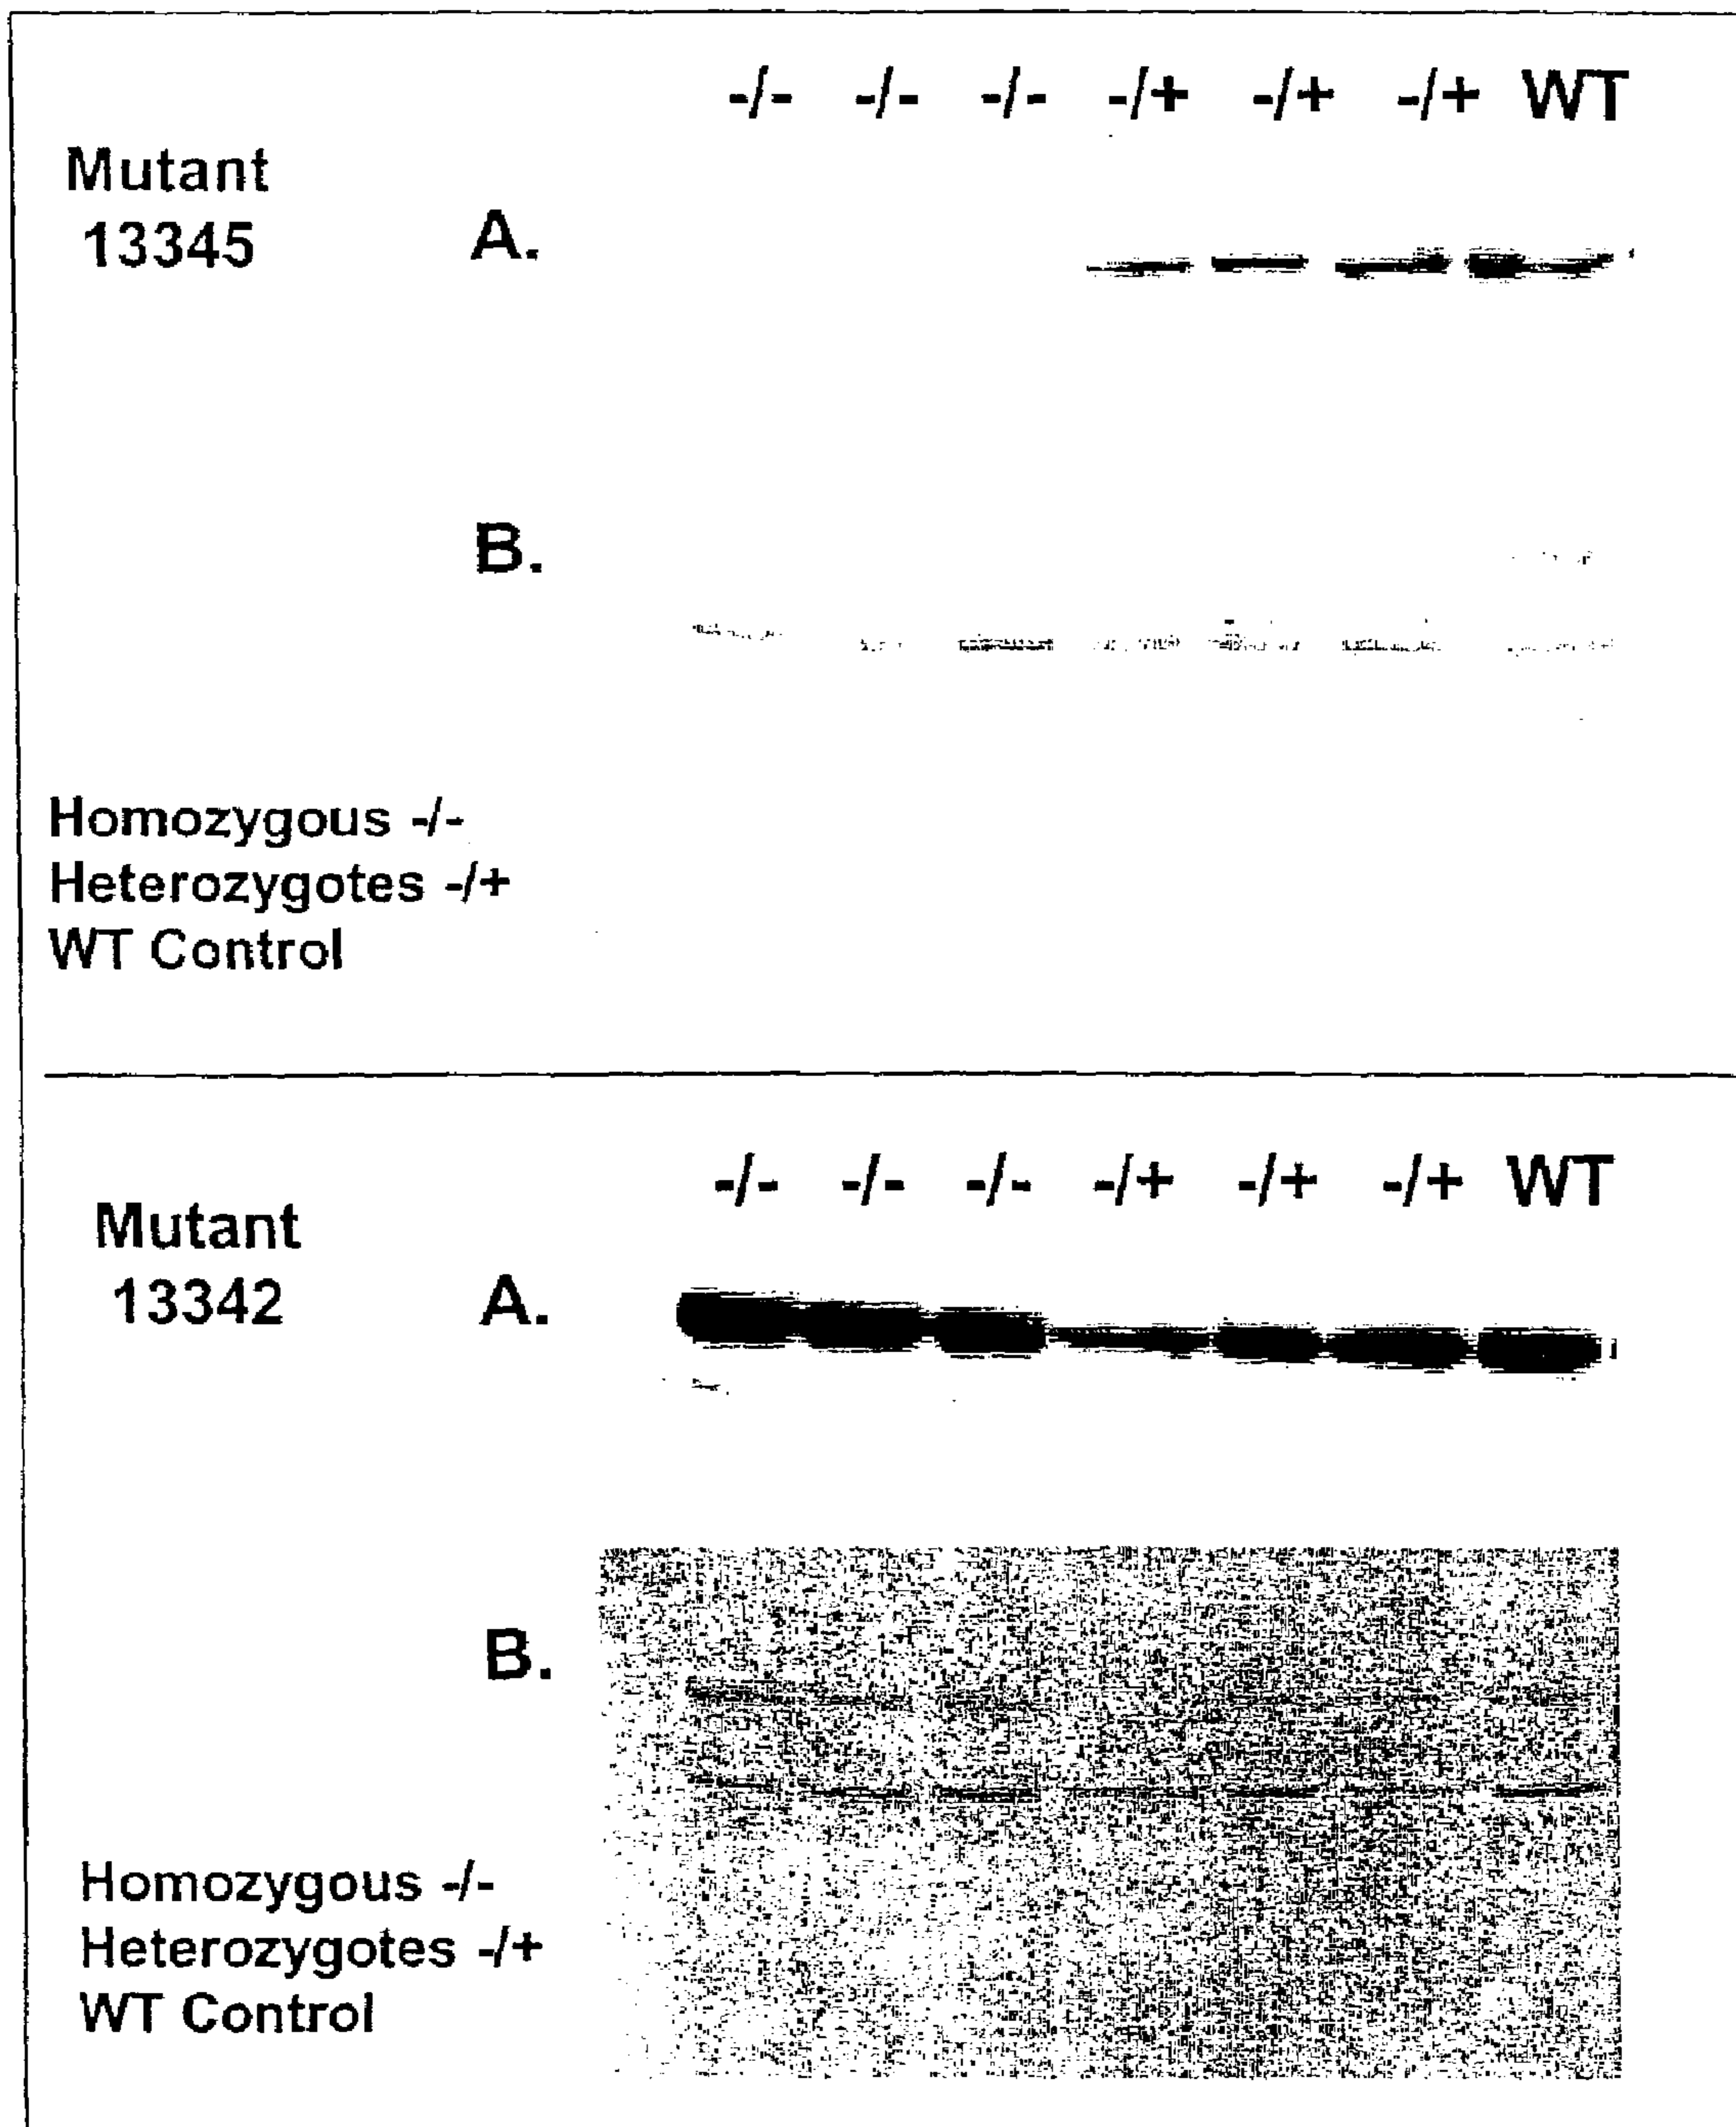 -/- -/- -/- -/+ -/+ -/+ WT
Mutant
13345
A.
B.
Homozygous -/-
Heterozygotes -/+
WT Control
-/- -/- -/- -/+ -/+ -/+ WT
Mutant
13342
A.
B.
Homozygous -/-
Heterozygotes -/+
WT Control